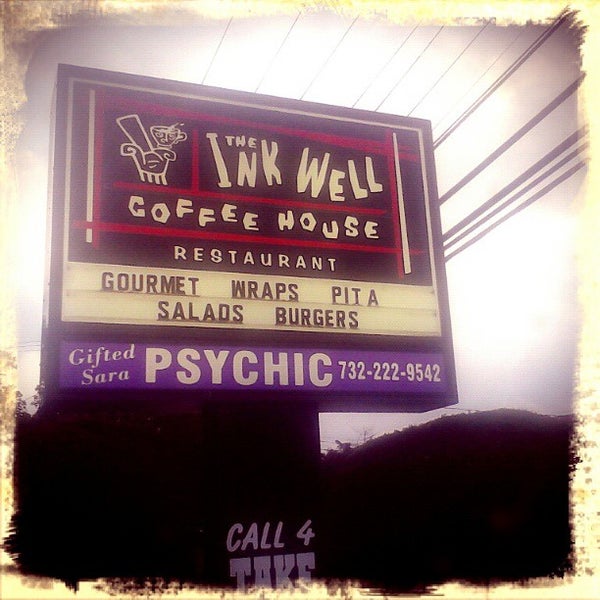 THE
INK WELL
COFFEE HOUSE
RESTAURANT
GOURMET WRAPS PITA
SALADS BURGERS
Gifted
Sara
PSYCHIC 732-222-9542
CALL 4
TAKE